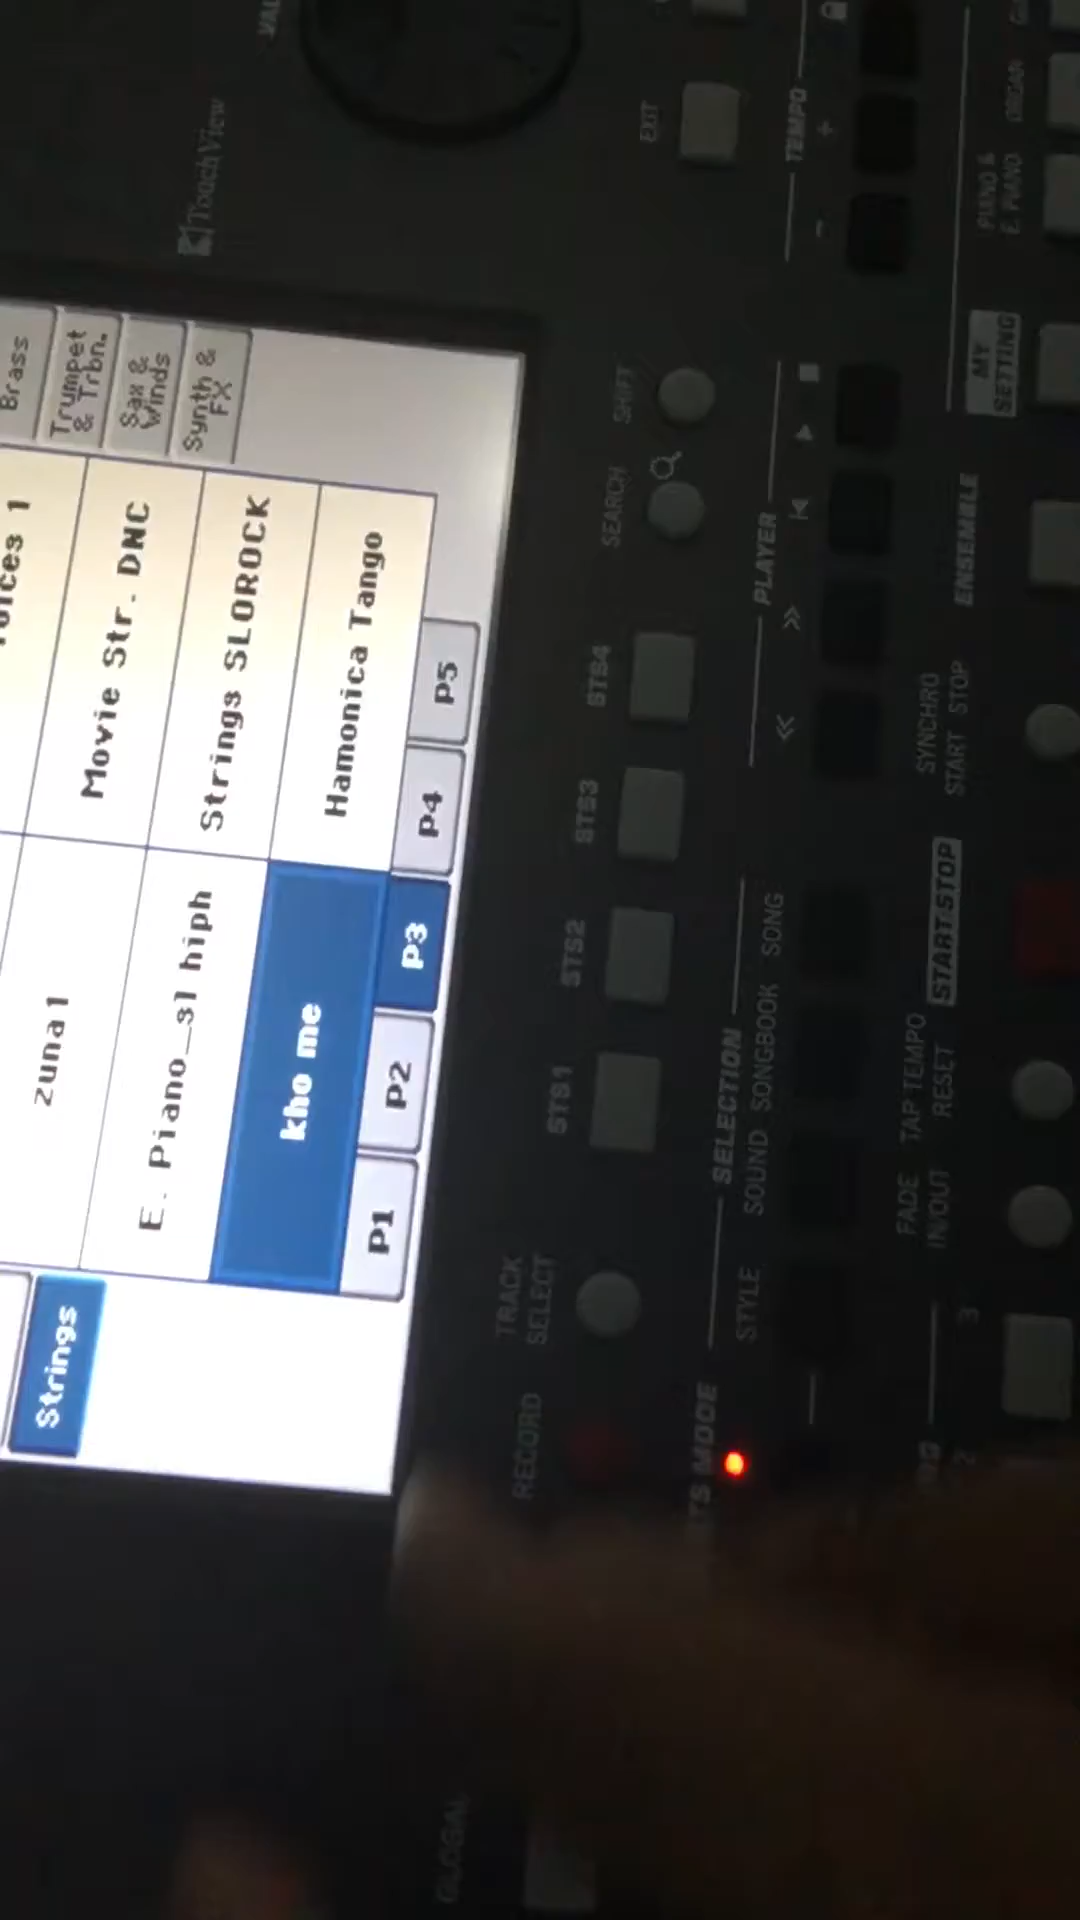 Brass
Trumpet & Trbn.
Sax & Winds
Synth & FX
Strings
1
zuna1
Movie Str. DNC
E. Piano_sl hiph
Strings SLOROCK
kho me
Hamonica Tango
P1
P2
P3
P4
P5
TouchView
EXIT
TEMPO
- +
RECORD
TRACK SELECT
STS1
STS2
STS3
STS4
SEARCH
SHIFT
SELECTION
STYLE
SOUND
SONGBOOK
SONG
PLAYER
GLOBAL
FADE IN/OUT
TAP TEMPO RESET
START/STOP
SYNCHRO
START STOP
ENSEMBLE
MY SETTING
PIANO & E. PIANO
ORGAN
2
3